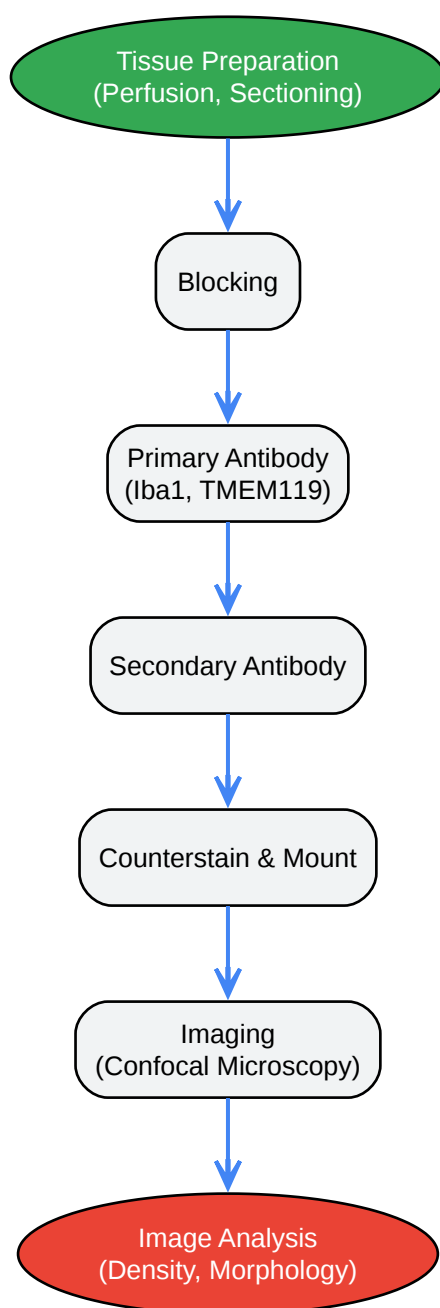 Tissue Preparation
(Perfusion, Sectioning)
Blocking
Primary Antibody
(Iba1, TMEM119)
Secondary Antibody
Counterstain & Mount
Imaging
(Confocal Microscopy)
Image Analysis
(Density, Morphology)